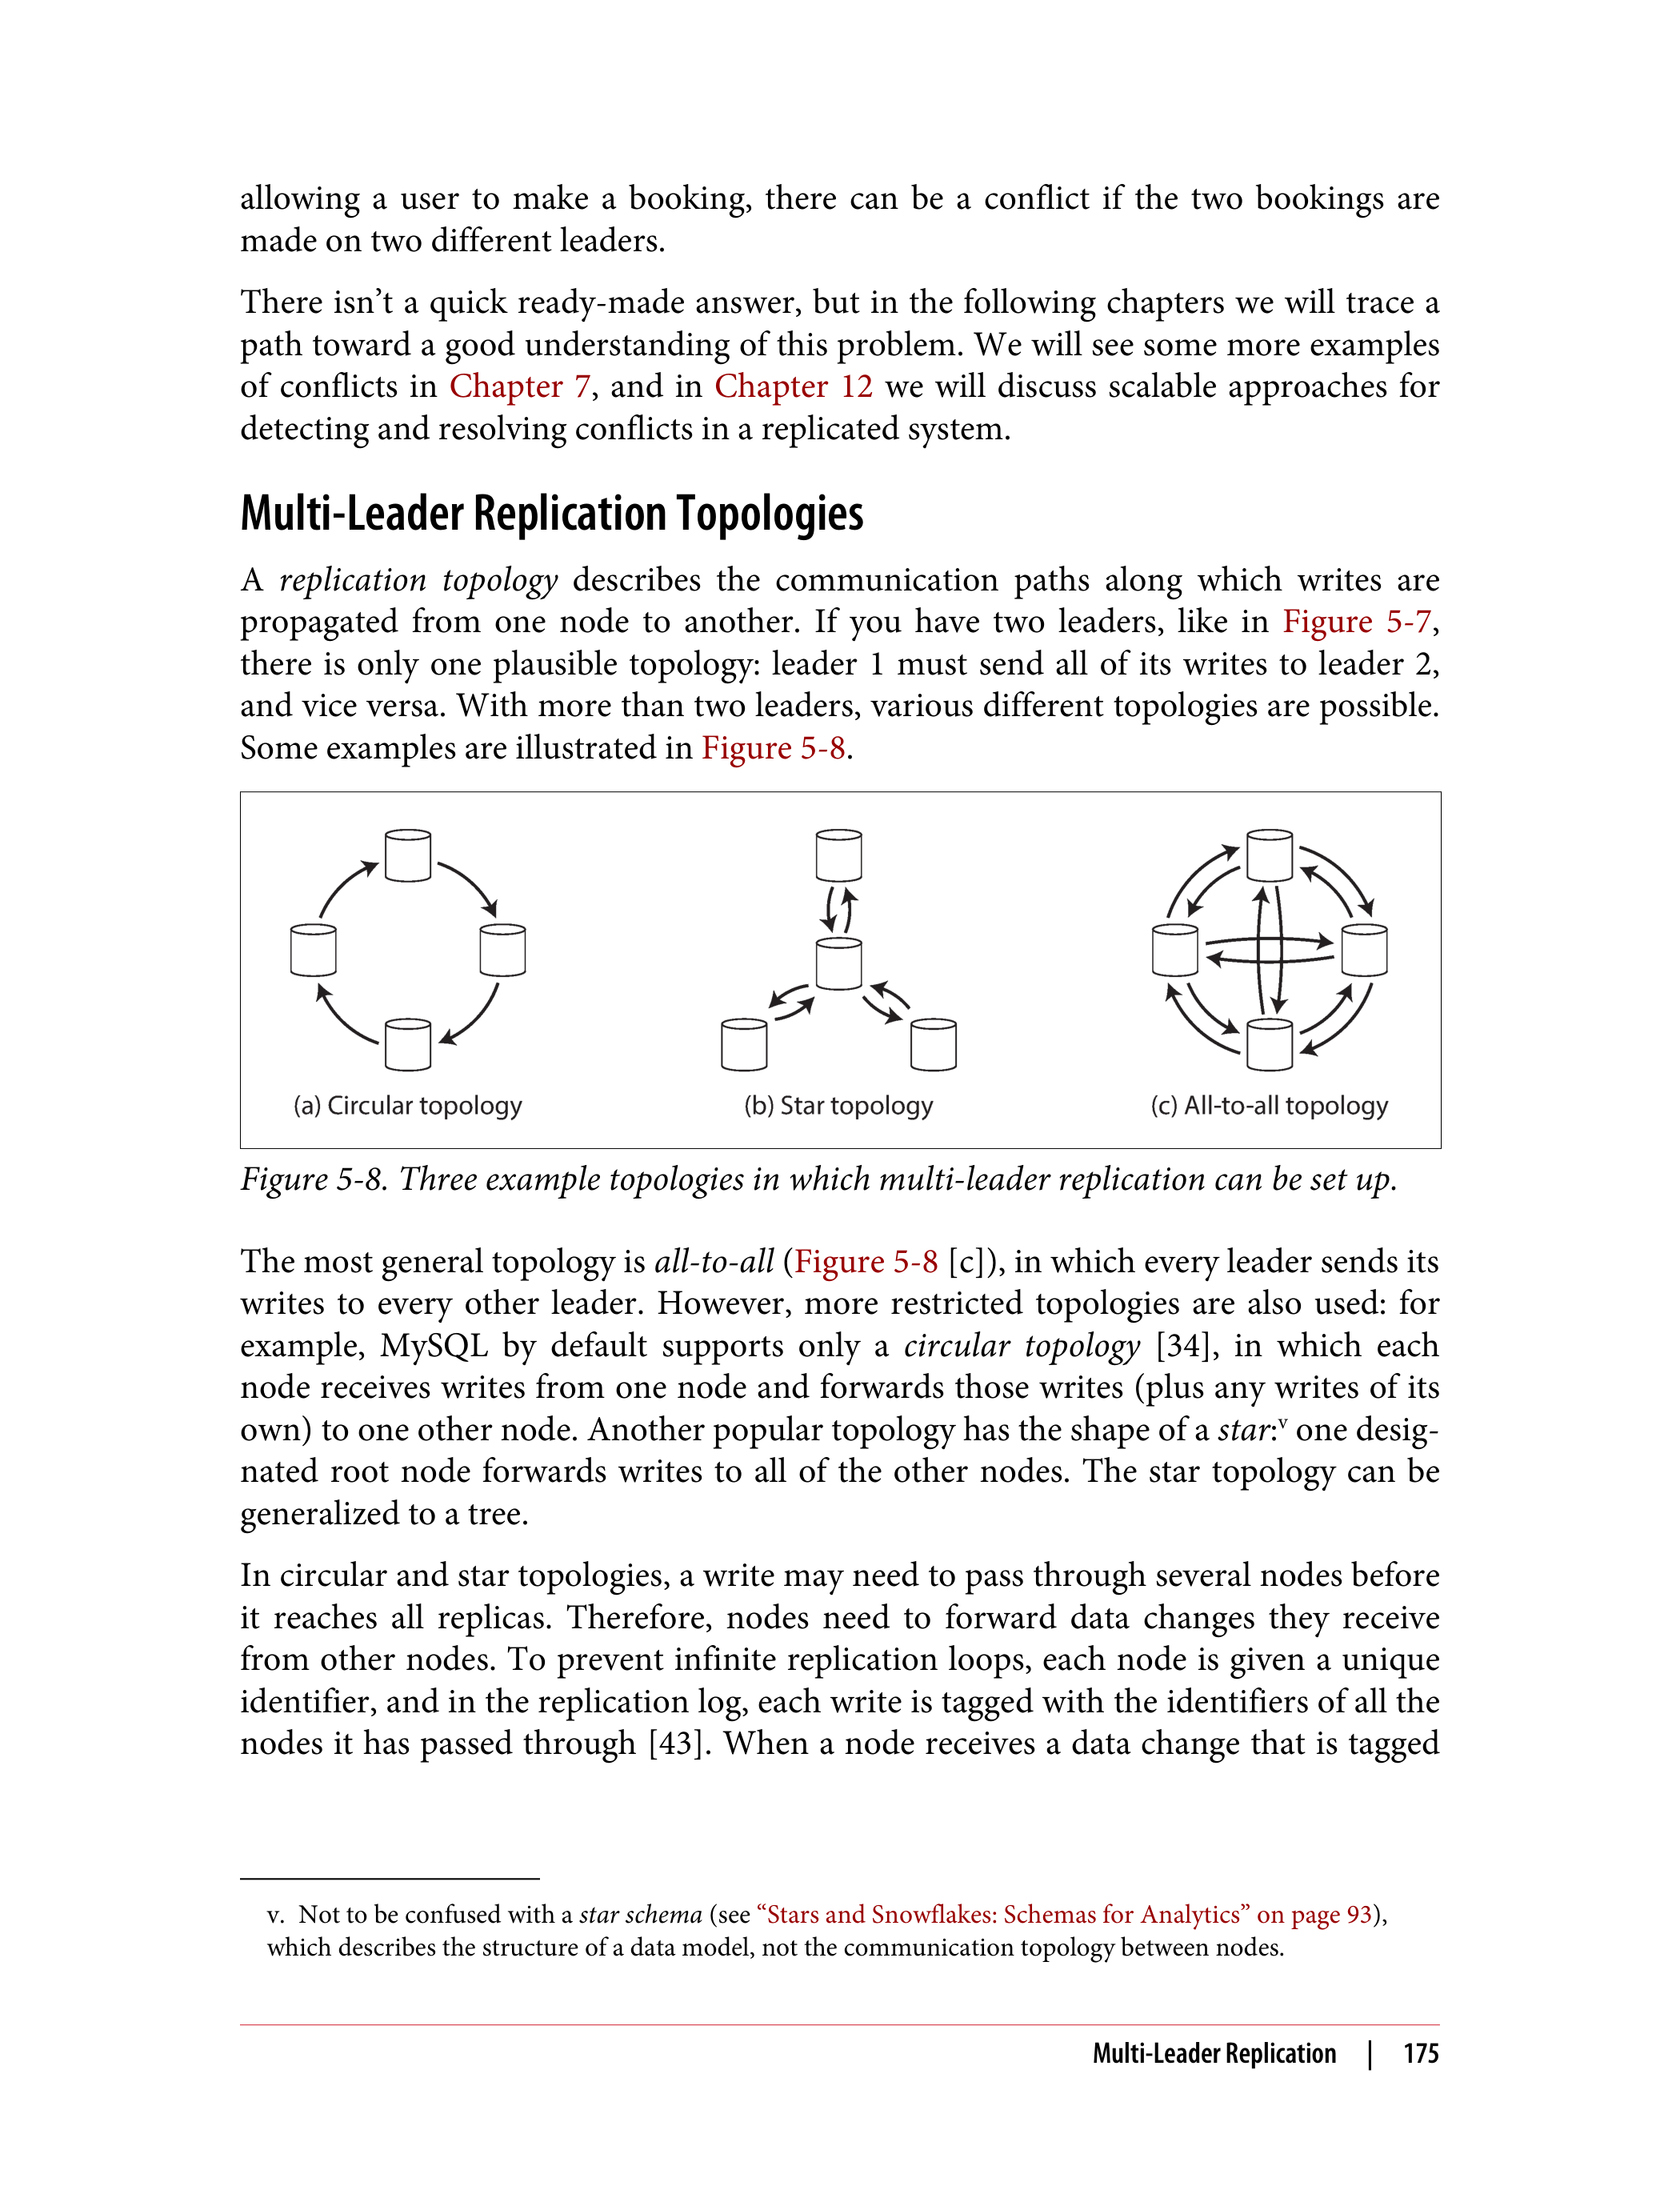 allowing a user to make a booking, there can be a conflict if the two bookings are
made on two different leaders.
There isn’t a quick ready-made answer, but in the following chapters we will trace a
path toward a good understanding of this problem. We will see some more examples
of conflicts in Chapter 7, and in Chapter 12 we will discuss scalable approaches for
detecting and resolving conflicts in a replicated system.
Multi-Leader Replication Topologies
A replication topology describes the communication paths along which writes are
propagated from one node to another. If you have two leaders, like in Figure 5-7,
there is only one plausible topology: leader 1 must send all of its writes to leader 2,
and vice versa. With more than two leaders, various different topologies are possible.
Some examples are illustrated in Figure 5-8.
(a) Circular topology
(b) Star topology
(c) All-to-all topology
Figure 5-8. Three example topologies in which multi-leader replication can be set up.
The most general topology is all-to-all (Figure 5-8 [c]), in which every leader sends its
writes to every other leader. However, more restricted topologies are also used: for
example, MySQL by default supports only a circular topology [34], in which each
node receives writes from one node and forwards those writes (plus any writes of its
own) to one other node. Another popular topology has the shape of a star:v one desig-
nated root node forwards writes to all of the other nodes. The star topology can be
generalized to a tree.
In circular and star topologies, a write may need to pass through several nodes before
it reaches all replicas. Therefore, nodes need to forward data changes they receive
from other nodes. To prevent infinite replication loops, each node is given a unique
identifier, and in the replication log, each write is tagged with the identifiers of all the
nodes it has passed through [43]. When a node receives a data change that is tagged
v. Not to be confused with a star schema (see “Stars and Snowflakes: Schemas for Analytics” on page 93),
which describes the structure of a data model, not the communication topology between nodes.
Multi-Leader Replication | 175